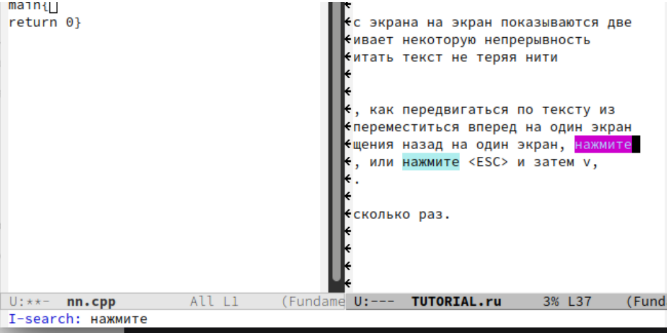 main{
return 0}
с экрана на экран показываются две
ивает некоторую непрерывность
итать текст не теряя нити
, как передвигаться по тексту из
переместиться вперед на один экран
щения назад на один экран, нажмите
, или нажмите <ESC> и затем v,
.
сколько раз.
U:**-  nn.cpp  All L1  (Fundame
U:---  TUTORIAL.ru  3% L37  (Fund
I-search: нажмите